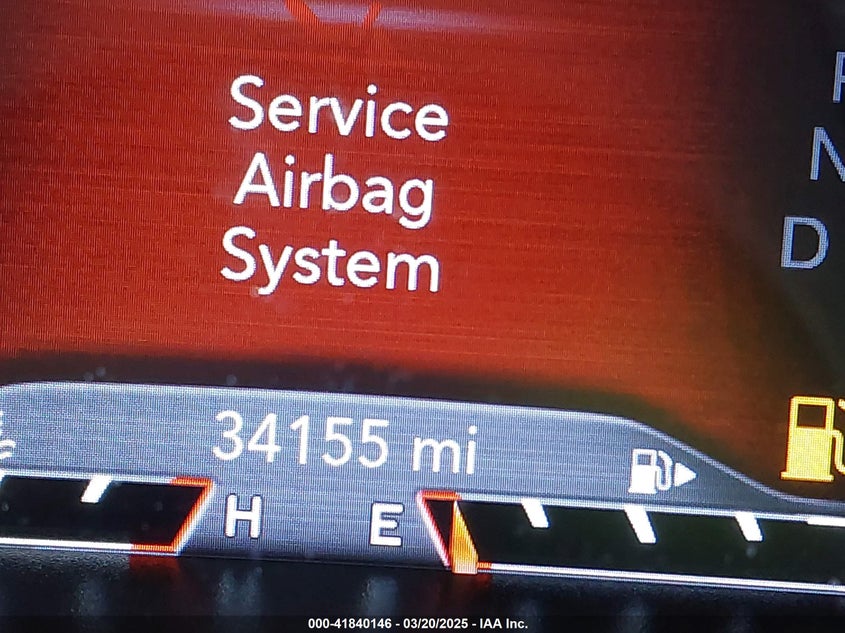 Service
Airbag
System
N
D
34155 mi
H E
000-41840146 - 03/20/2025 - IAA Inc.